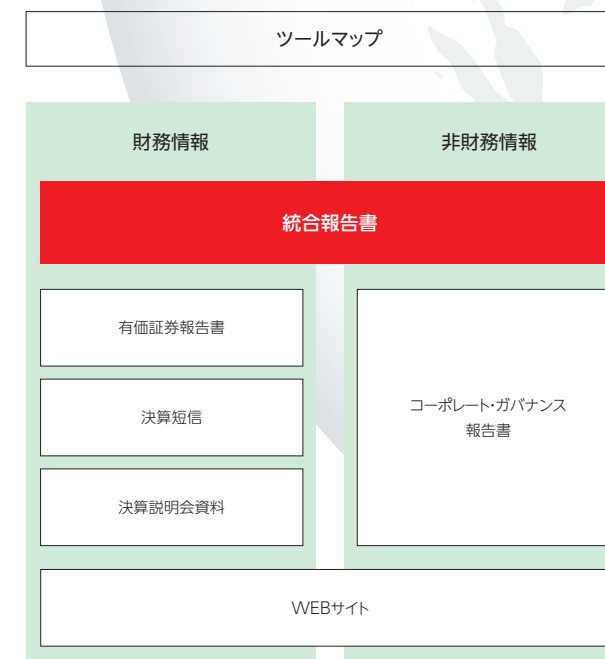 ツールマップ
財務情報
非財務情報
統合報告書
有価証券報告書
決算短信
決算説明会資料
コーポレート・ガバナンス
報告書
WEBサイト